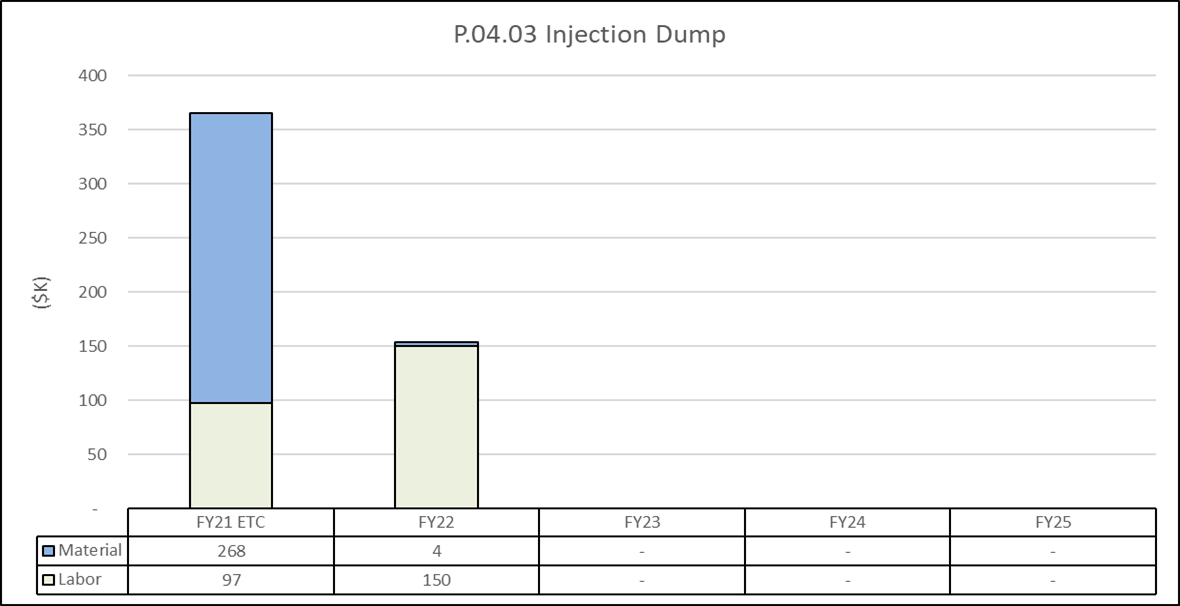 P.04.03 Injection Dump
($K)
400
350
300
250
200
150
100
50
-
FY21 ETC FY22 FY23 FY24 FY25
Material 268 4 - - -
Labor 97 150 - - -